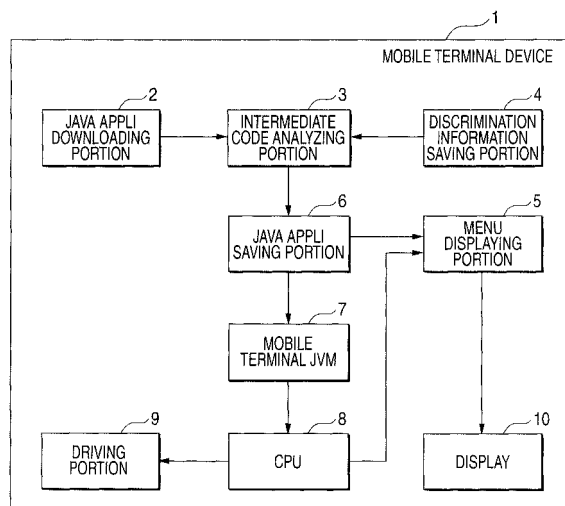 1
MOBILE TERMINAL DEVICE
2
JAVA APPLI
DOWNLOADING
PORTION
3
INTERMEDIATE
CODE ANALYZING
PORTION
4
DISCRIMINATION
INFORMATION
SAVING PORTION
6
JAVA APPLI
SAVING PORTION
5
MENU
DISPLAYING
PORTION
7
MOBILE
TERMINAL JVM
9
DRIVING
PORTION
8
CPU
10
DISPLAY